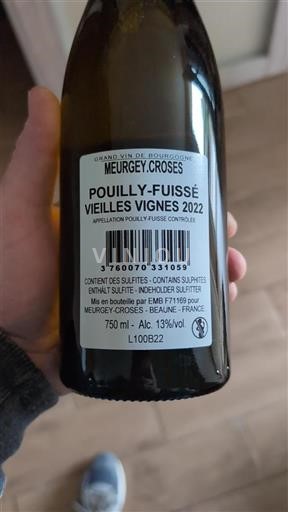 GRAND VIN DE BOURGOGNE
MEURGEY.CROSES
POUILLY-FUISSÉ
VIEILLES VIGNES 2022
APPELLATION POUILLY-FUISSÉ CONTRÔLÉE
3 760070 331059
CONTIENT DES SULFITES - CONTAINS SULPHITES
ENTHÄLT SULFITE - INDEHOLDER SULFITTER
Mis en bouteille par EMB F71169 pour
MEURGEY-CROSES - BEAUNE - FRANCE
750 ml - Alc. 13%/vol.
L100B22